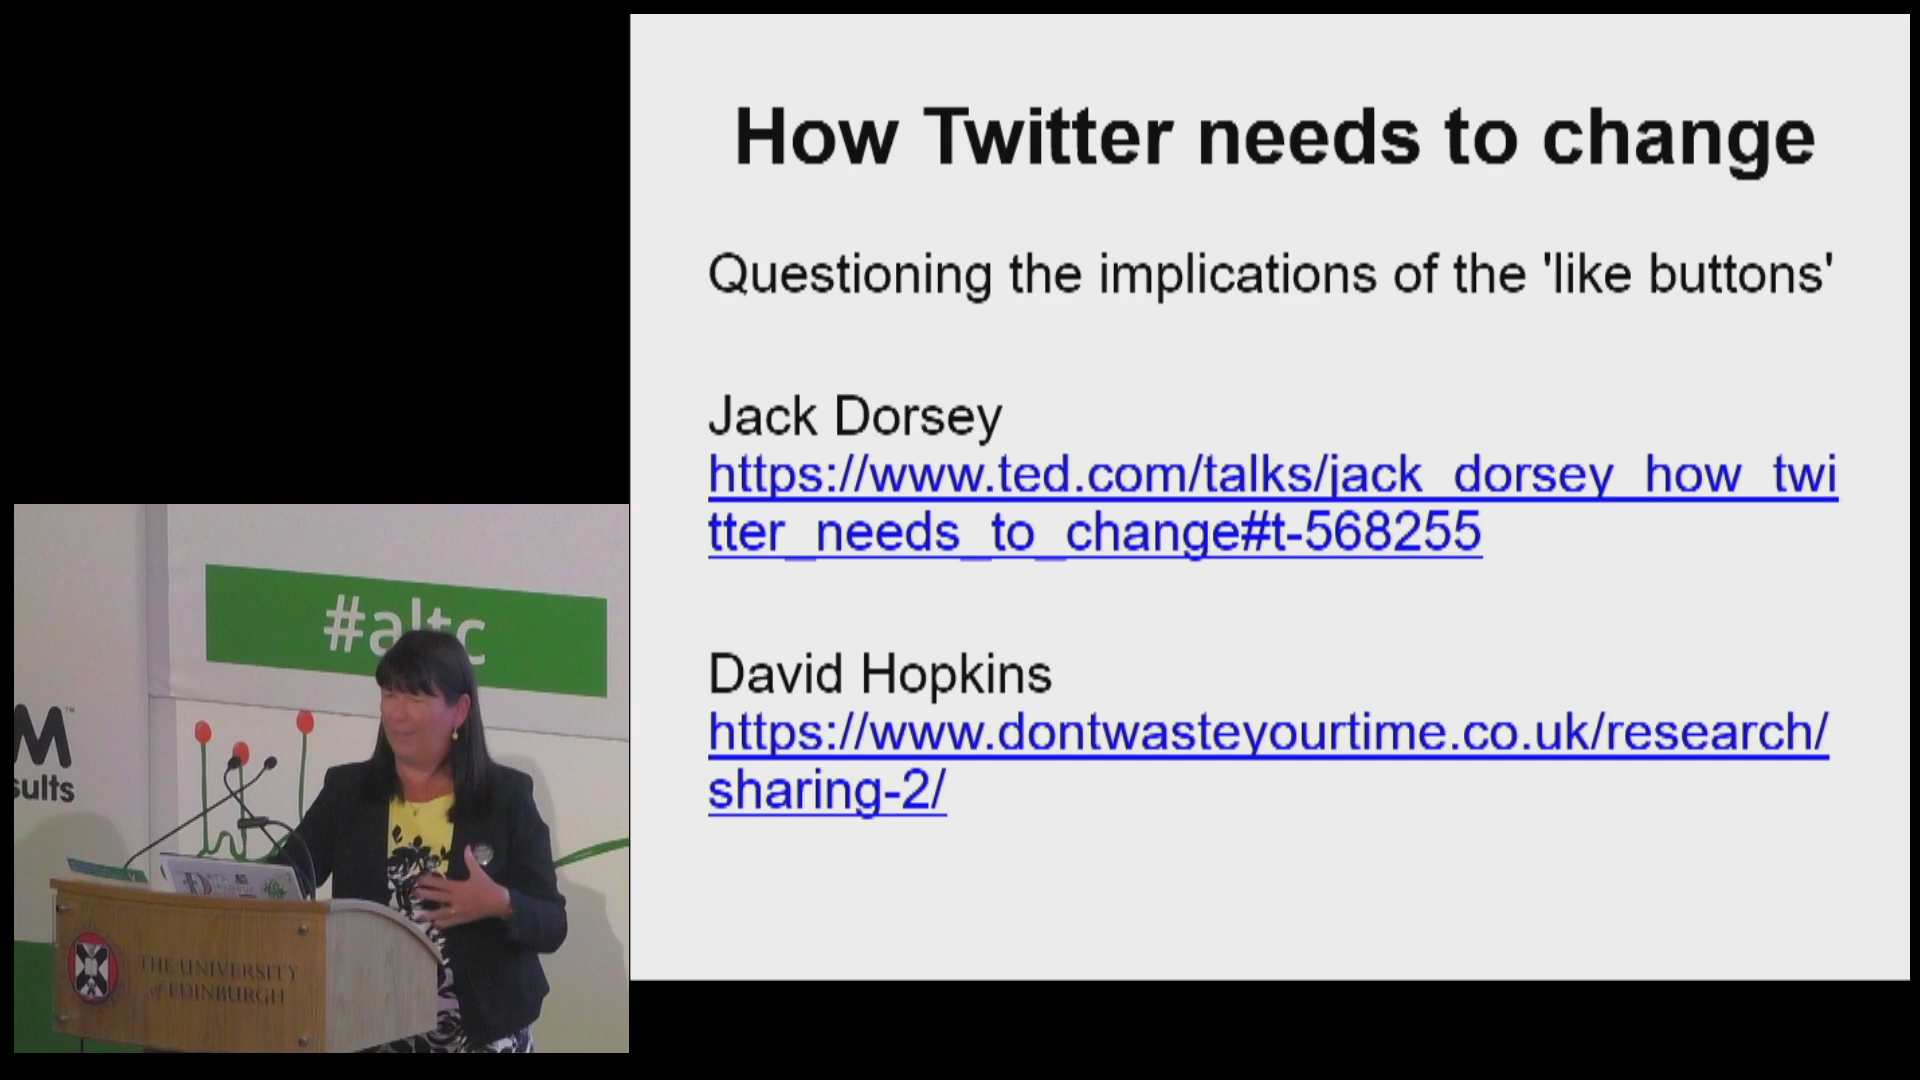 How Twitter needs to change
Questioning the implications of the 'like buttons'
Jack Dorsey
https://www.ted.com/talks/jack_dorsey_how_twi
tter_needs_to_change#t-568255
David Hopkins
https://www.dontwasteyourtime.co.uk/research/
sharing-2/
#altc
M™
sults
THE UNIVERSITY
of EDINBURGH